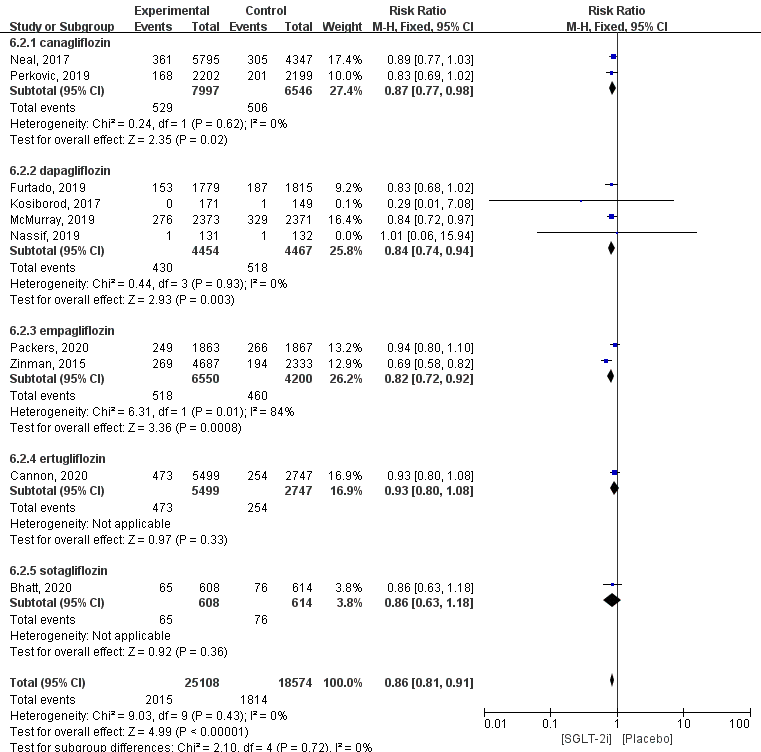 Experimental Control Risk Ratio Risk Ratio
Study or Subgroup Events Total Events Total Weight M-H, Fixed, 95% CI M-H, Fixed, 95% CI
6.2.1 canagliflozin
Neal, 2017 361 5795 305 4347 17.4% 0.89 [0.77, 1.03]
Perkovic, 2019 168 2202 201 2199 10.0% 0.83 [0.69, 1.02]
Subtotal (95% CI) 7997 6546 27.4% 0.87 [0.77, 0.98]
Total events 529 506
Heterogeneity: Chi² = 0.24, df = 1 (P = 0.62); I² = 0%
Test for overall effect: Z = 2.35 (P = 0.02)
6.2.2 dapagliflozin
Furtado, 2019 153 1779 187 1815 9.2% 0.83 [0.68, 1.02]
Kosiborod, 2017 0 171 1 149 0.1% 0.29 [0.01, 7.08]
McMurray, 2019 276 2373 329 2371 16.4% 0.84 [0.72, 0.97]
Nassif, 2019 1 131 1 132 0.0% 1.01 [0.06, 15.94]
Subtotal (95% CI) 4454 4467 25.8% 0.84 [0.74, 0.94]
Total events 430 518
Heterogeneity: Chi² = 0.44, df = 3 (P = 0.93); I² = 0%
Test for overall effect: Z = 2.93 (P = 0.003)
6.2.3 empagliflozin
Packers, 2020 249 1863 266 1867 13.2% 0.94 [0.80, 1.10]
Zinman, 2015 269 4687 194 2333 12.9% 0.69 [0.58, 0.82]
Subtotal (95% CI) 6550 4200 26.2% 0.82 [0.72, 0.92]
Total events 518 460
Heterogeneity: Chi² = 6.31, df = 1 (P = 0.01); I² = 84%
Test for overall effect: Z = 3.36 (P = 0.0008)
6.2.4 ertugliflozin
Cannon, 2020 473 5499 254 2747 16.9% 0.93 [0.80, 1.08]
Subtotal (95% CI) 5499 2747 16.9% 0.93 [0.80, 1.08]
Total events 473 254
Heterogeneity: Not applicable
Test for overall effect: Z = 0.97 (P = 0.33)
6.2.5 sotagliflozin
Bhatt, 2020 65 608 76 614 3.8% 0.86 [0.63, 1.18]
Subtotal (95% CI) 608 614 3.8% 0.86 [0.63, 1.18]
Total events 65 76
Heterogeneity: Not applicable
Test for overall effect: Z = 0.92 (P = 0.36)
Total (95% CI) 25108 18574 100.0% 0.86 [0.81, 0.91]
Total events 2015 1814
Heterogeneity: Chi² = 9.03, df = 9 (P = 0.43); I² = 0%
Test for overall effect: Z = 4.99 (P < 0.00001)
Test for subgroup differences: Chi² = 2.10, df = 4 (P = 0.72), I² = 0%
0.01 0.1 1 10 100
[SGLT-2i] [Placebo]